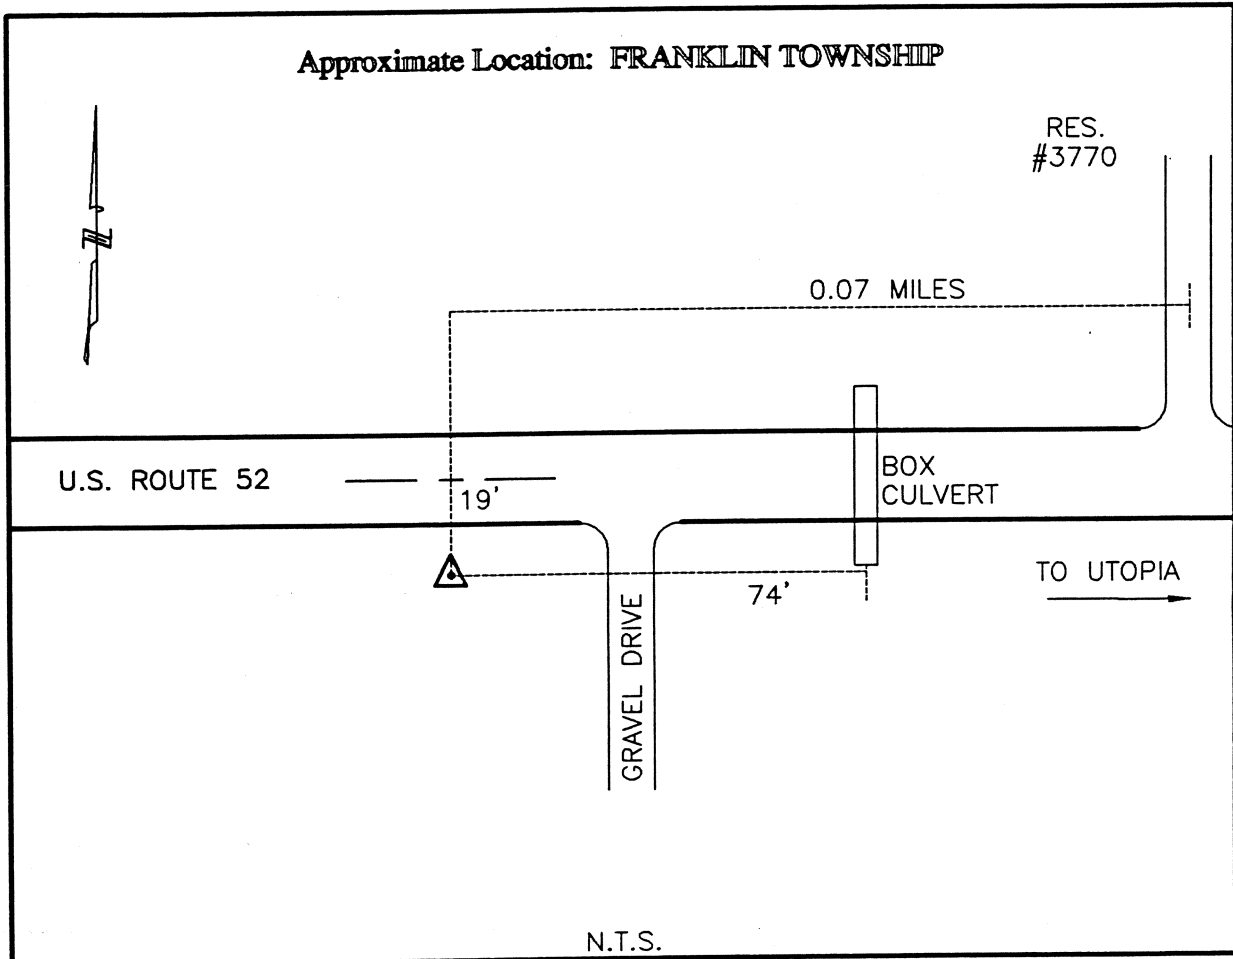 Approximate Location: FRANKLIN TOWNSHIP
RES.
#3770
N
0.07 MILES
U.S. ROUTE 52
19'
BOX
CULVERT
TO UTOPIA
74'
GRAVEL DRIVE
N.T.S.